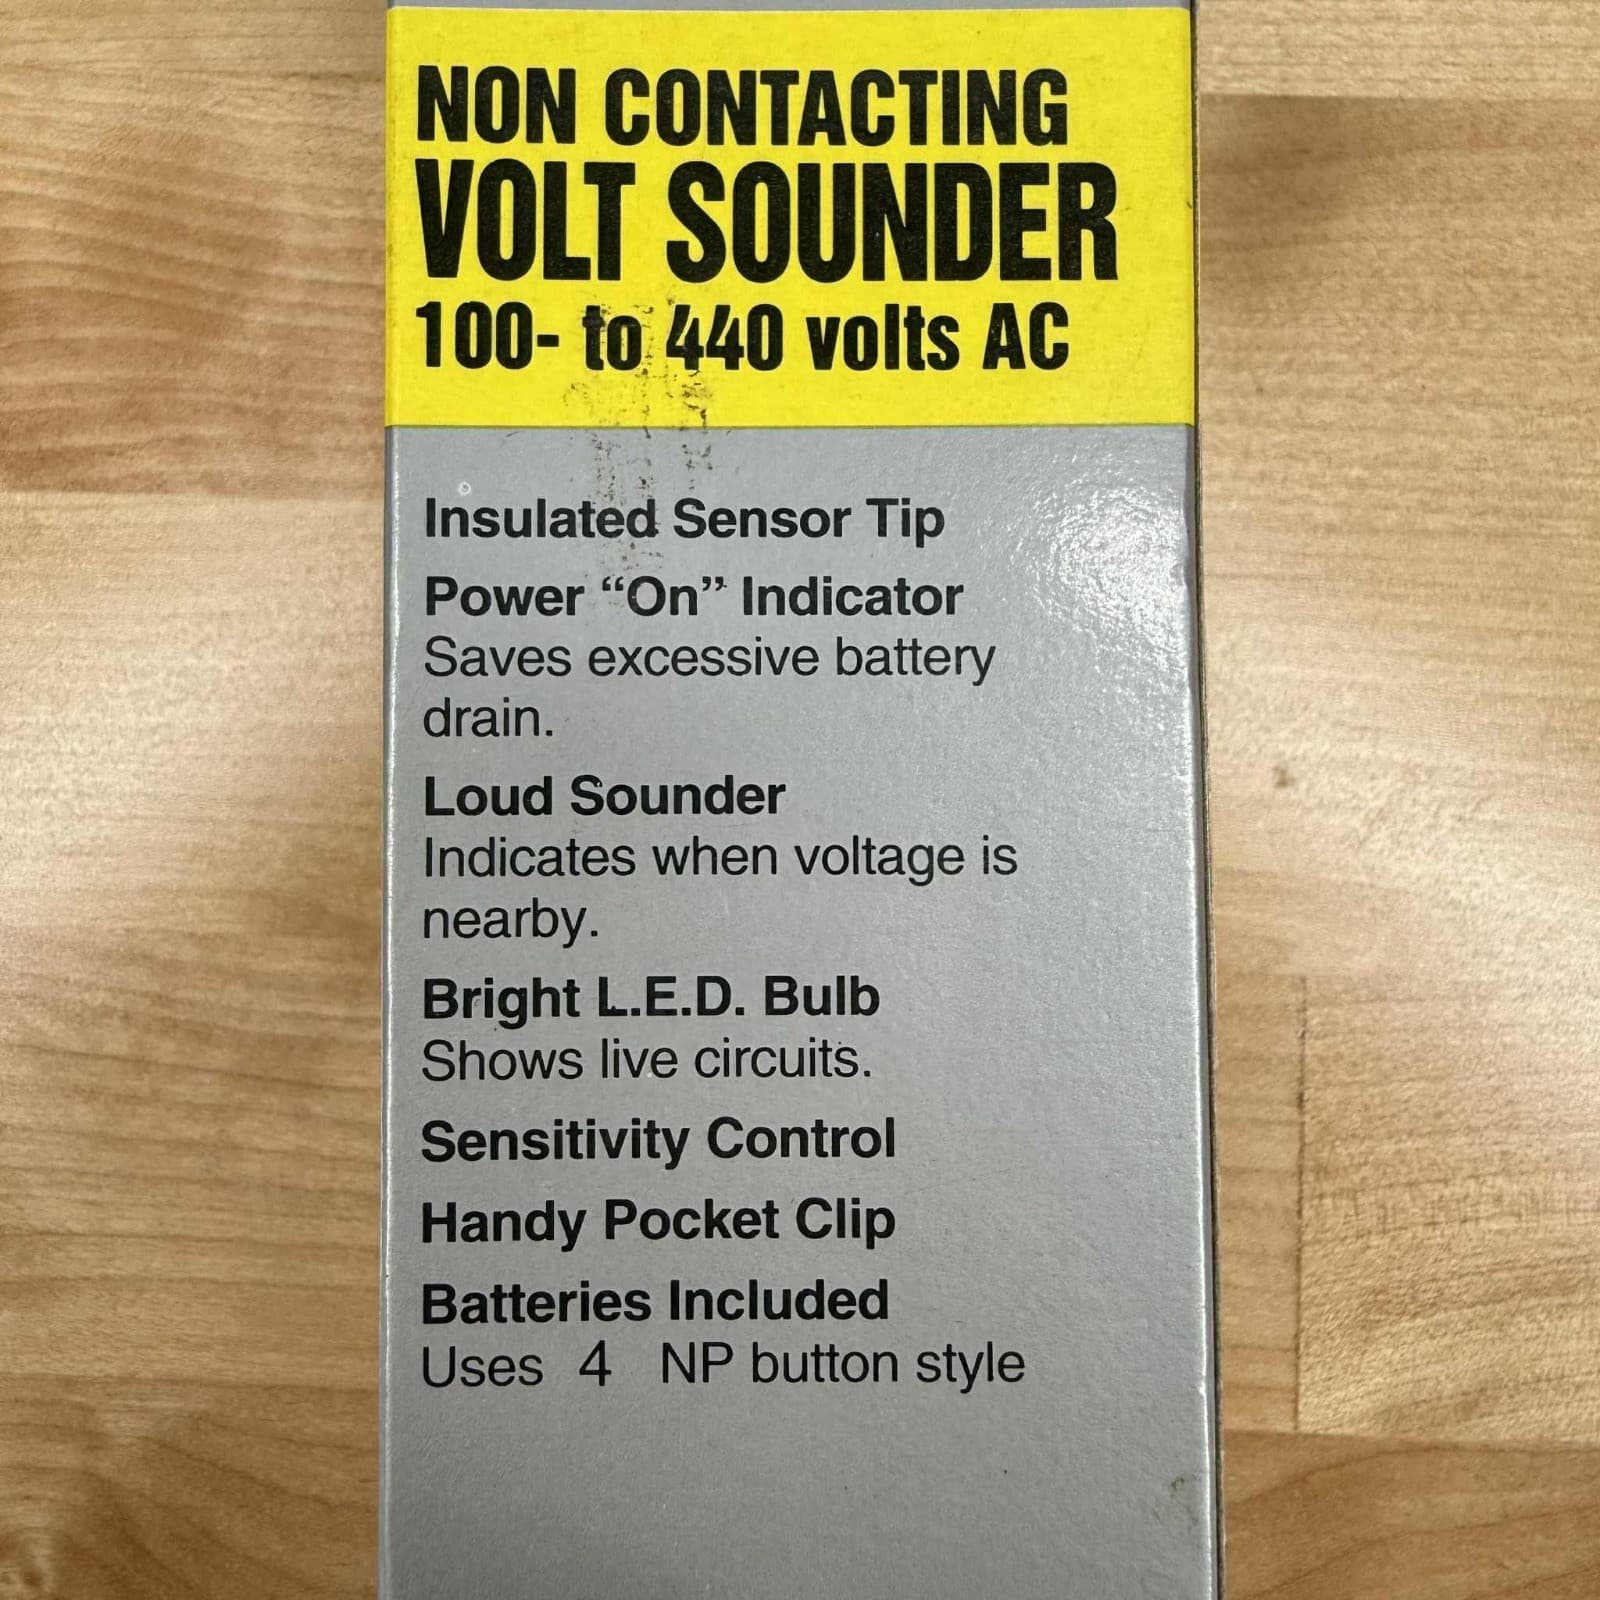 NON CONTACTING
VOLT SOUNDER
100- to 440 volts AC
Insulated Sensor Tip
Power “On” Indicator
Saves excessive battery
drain.
Loud Sounder
Indicates when voltage is
nearby.
Bright L.E.D. Bulb
Shows live circuits.
Sensitivity Control
Handy Pocket Clip
Batteries Included
Uses 4 NP button style